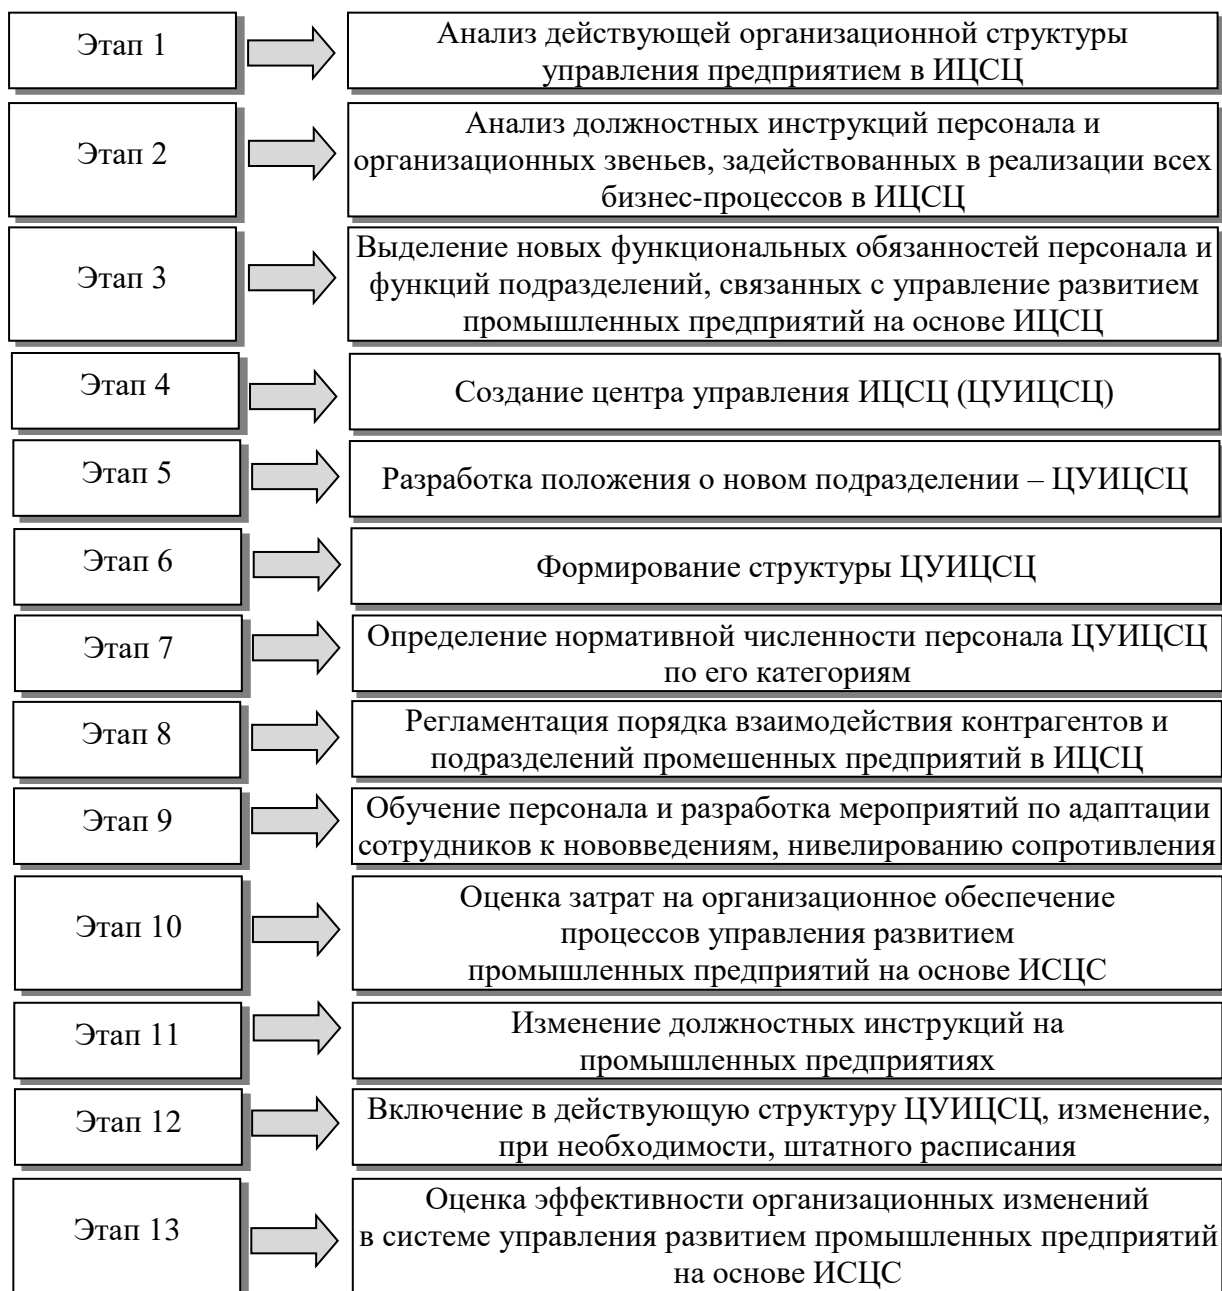 Этап 1
Анализ действующей организационной структуры
управления предприятием в ИЦСЦ
Этап 2
Анализ должностных инструкций персонала и
организационных звеньев, задействованных в реализации всех
бизнес-процессов в ИЦСЦ
Этап 3
Выделение новых функциональных обязанностей персонала и
функций подразделений, связанных с управление развитием
промышленных предприятий на основе ИЦСЦ
Этап 4
Создание центра управления ИЦСЦ (ЦУИЦСЦ)
Этап 5
Разработка положения о новом подразделении – ЦУИЦСЦ
Этап 6
Формирование структуры ЦУИЦСЦ
Этап 7
Определение нормативной численности персонала ЦУИЦСЦ
по его категориям
Этап 8
Регламентация порядка взаимодействия контрагентов и
подразделений промешенных предприятий в ИЦСЦ
Этап 9
Обучение персонала и разработка мероприятий по адаптации
сотрудников к нововведениям, нивелированию сопротивления
Этап 10
Оценка затрат на организационное обеспечение
процессов управления развитием
промышленных предприятий на основе ИСЦС
Этап 11
Изменение должностных инструкций на
промышленных предприятиях
Этап 12
Включение в действующую структуру ЦУИЦСЦ, изменение,
при необходимости, штатного расписания
Этап 13
Оценка эффективности организационных изменений
в системе управления развитием промышленных предприятий
на основе ИСЦС